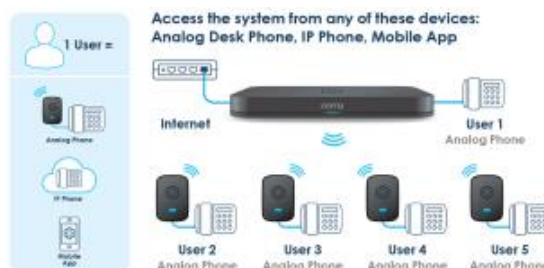 1 User =
Analog Phone
IP Phone
Mobile
App
Access the system from any of these devices:
Analog Desk Phone, IP Phone, Mobile App
ooma
Internet
User 1
Analog Phone
User 2
Analog Phone
User 3
Analog Phone
User 4
Analog Phone
User 5
Analog Phone